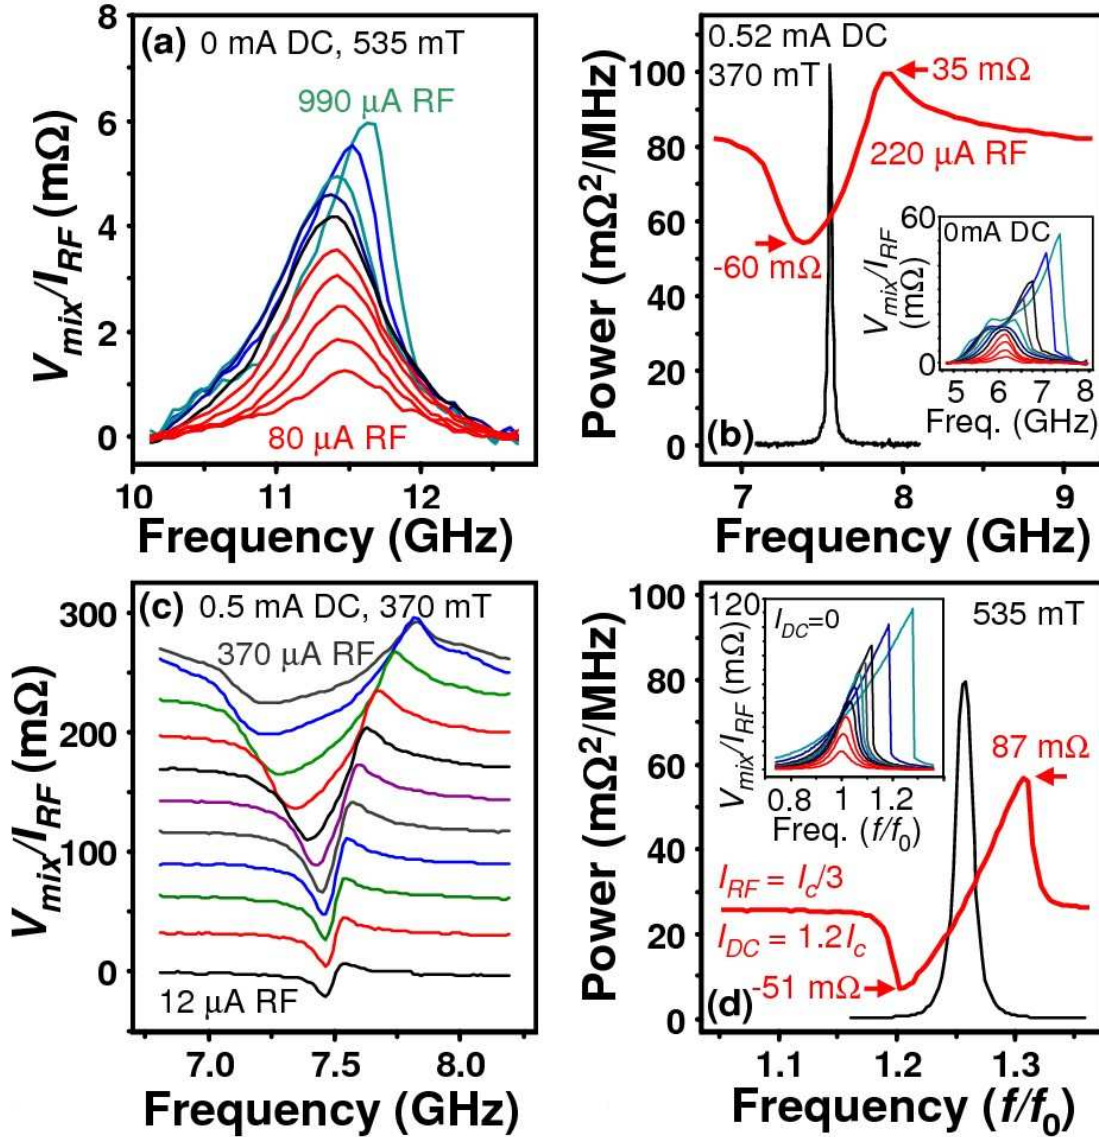 (a) 0 mA DC, 535 mT
990 μA RF
80 μA RF
8
6
4
2
0
V_mix/I_RF (mΩ)
10 11 12
Frequency (GHz)
0.52 mA DC
370 mT
35 mΩ
220 μA RF
-60 mΩ
(b)
100
80
60
40
20
0
Power (mΩ²/MHz)
7 8 9
Frequency (GHz)
60
0mA DC
V_mix/I_RF
(mΩ)
0
5 6 7 8
Freq. (GHz)
(c) 0.5 mA DC, 370 mT
370 μA RF
12 μA RF
300
200
100
0
V_mix/I_RF (mΩ)
7.0 7.5 8.0
Frequency (GHz)
535 mT
87 mΩ
I_RF = I_c/3
I_DC = 1.2I_c
-51 mΩ
(d)
100
80
60
40
20
0
Power (mΩ²/MHz)
1.1 1.2 1.3
Frequency (f/f₀)
120
I_DC=0
V_mix/I_RF (mΩ)
0.8 1 1.2
Freq. (f/f₀)